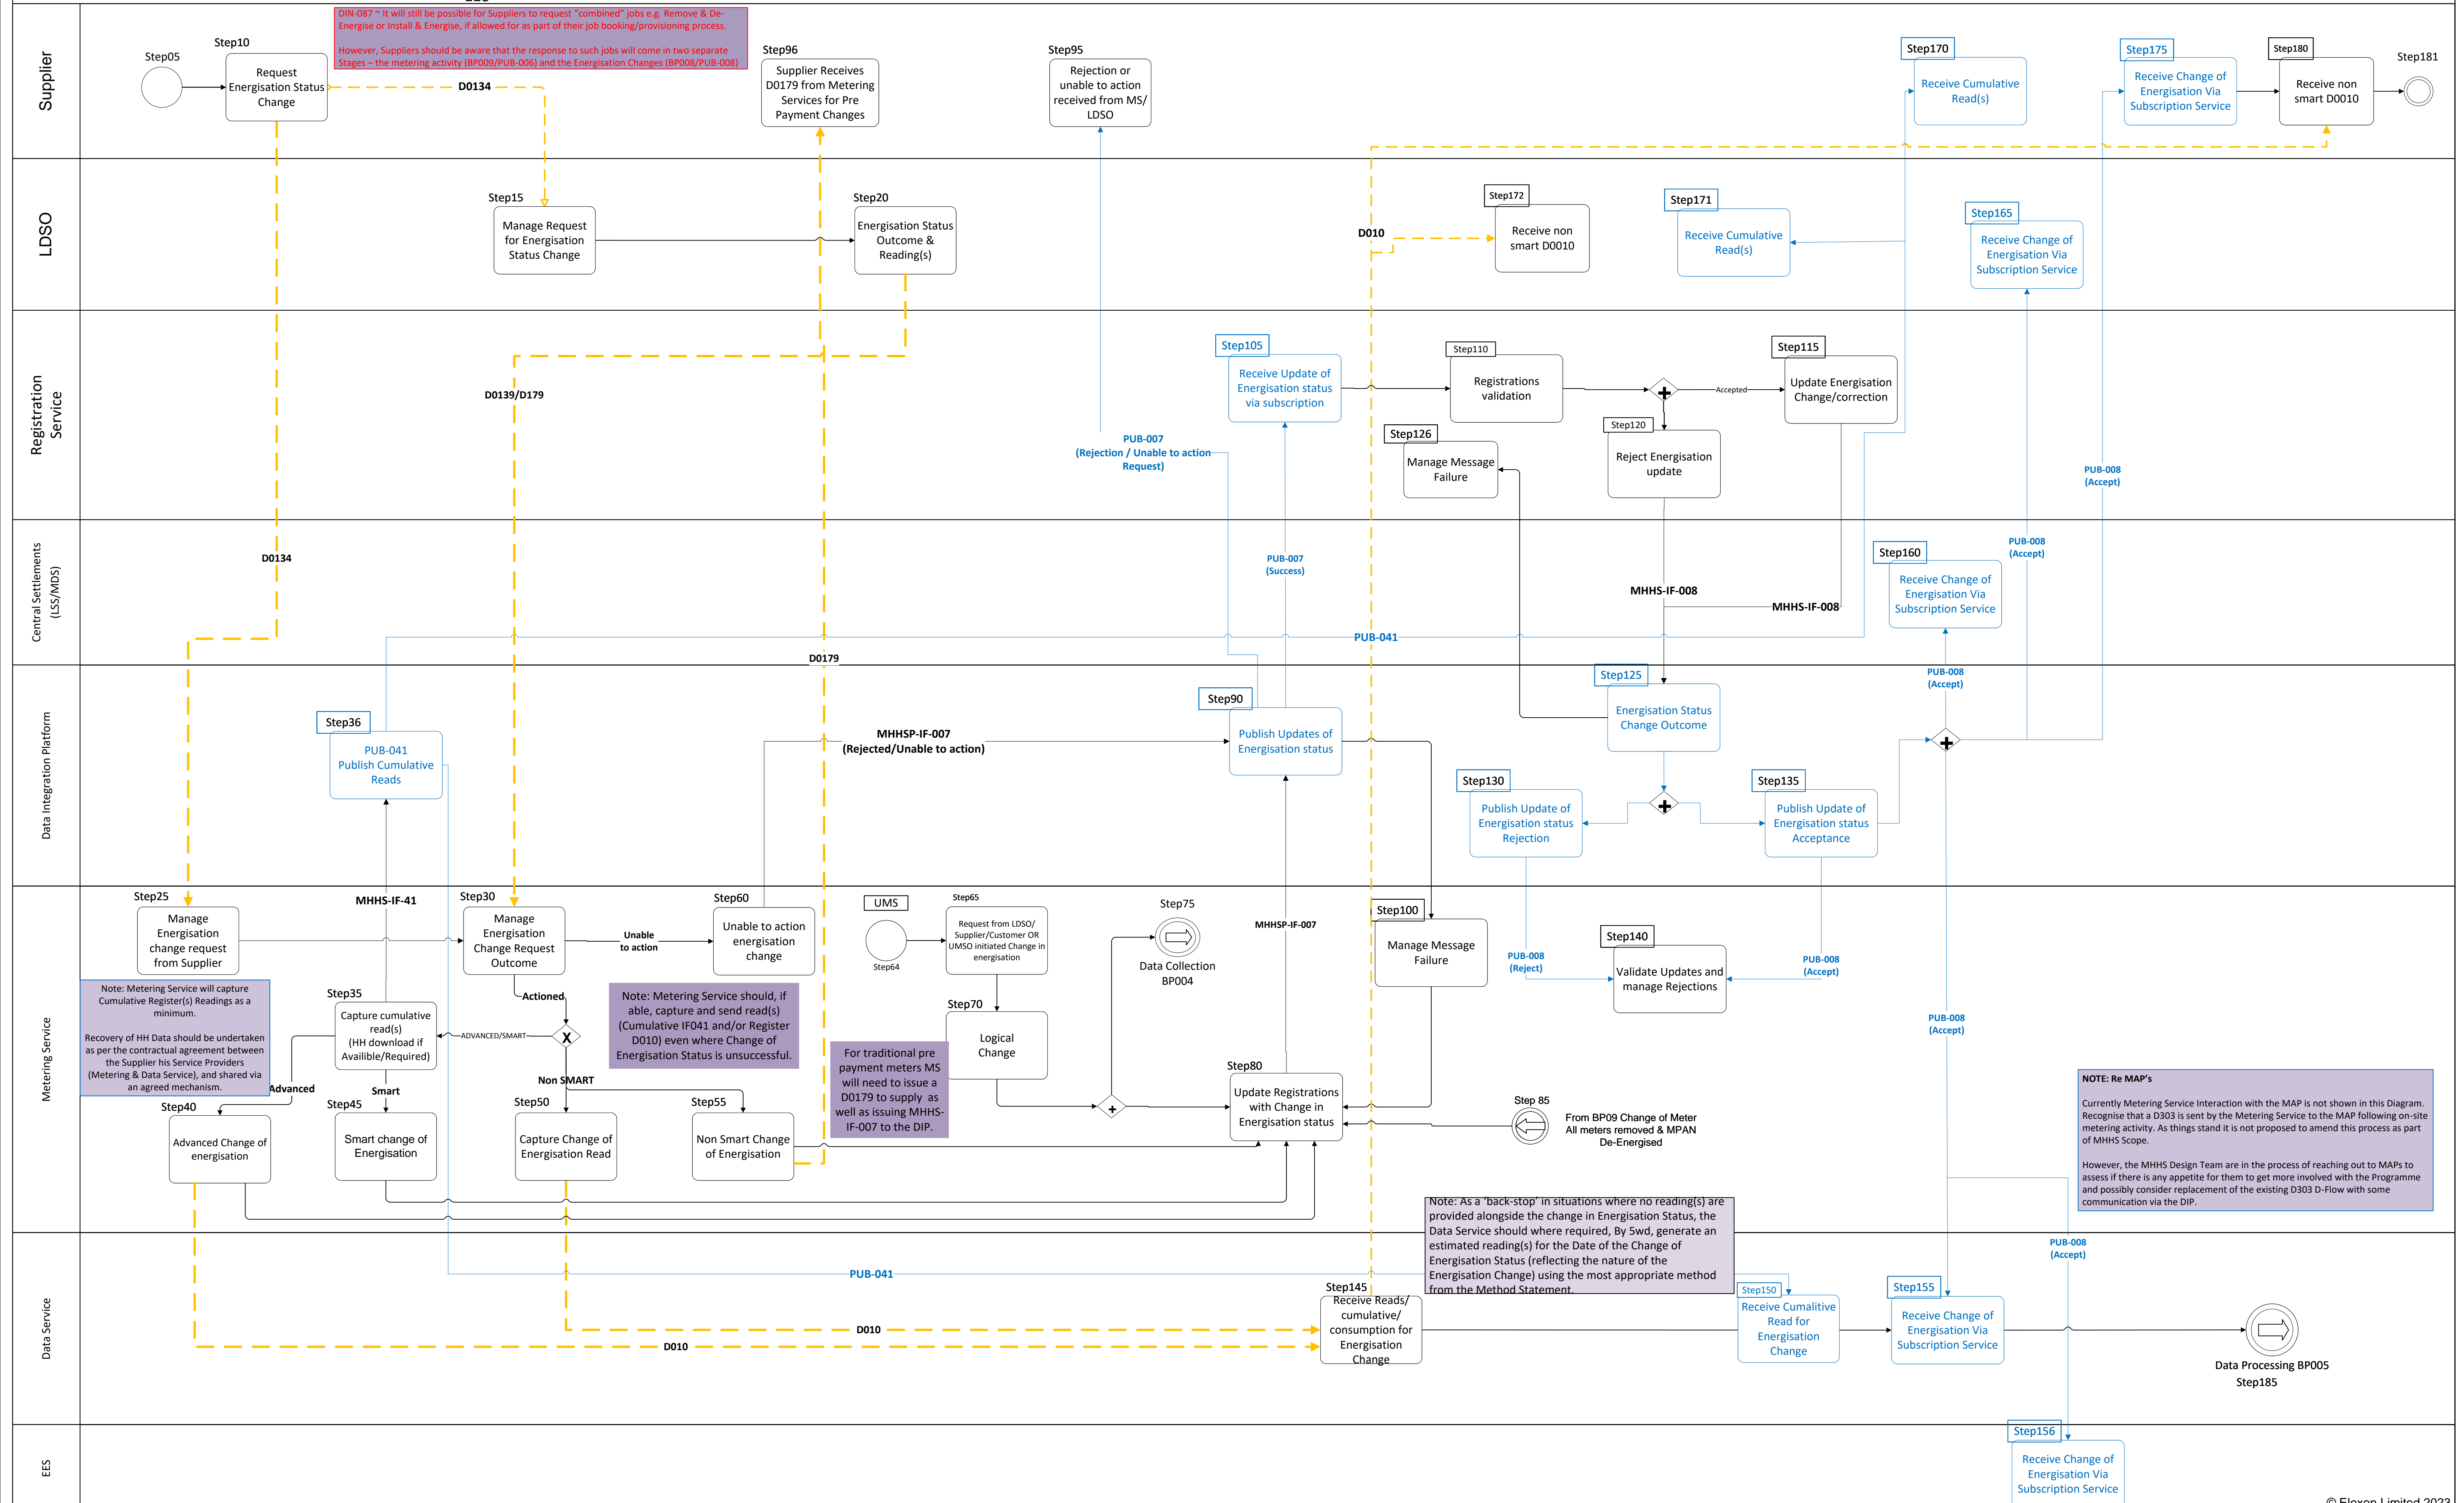 DIN-087 ~ It will still be possible for Suppliers to request "combined" jobs e.g. Remove & De-
Energise or Install & Energise, if allowed for as part of their job booking/provisioning process.
However, Suppliers should be aware that the response to such jobs will come in two separate
Stages – the metering activity (BP009/PUB-006) and the Energisation Changes (BP008/PUB-008)
Supplier
Step05
Step10
Request
Energisation Status
Change
D0134
Step96
Supplier Receives
D0179 from Metering
Services for Pre
Payment Changes
Step95
Rejection or
unable to action
received from MS/
LDSO
Step170
Receive Cumulative
Read(s)
Step175
Receive Change of
Energisation Via
Subscription Service
Step180
Receive non
smart D0010
Step181
LDSO
Step15
Manage Request
for Energisation
Status Change
Step20
Energisation Status
Outcome &
Reading(s)
D010
Step172
Receive non
smart D0010
Step171
Receive Cumulative
Read(s)
Step165
Receive Change of
Energisation Via
Subscription Service
Registration
Service
D0139/D179
PUB-007
(Rejection / Unable to action
Request)
Step105
Receive Update of
Energisation status
via subscription
Step110
Registrations
validation
Accepted
Step115
Update Energisation
Change/correction
Step120
Reject Energisation
update
Step126
Manage Message
Failure
PUB-008
(Accept)
Central Settlements
(LSS/MDS)
D0134
PUB-007
(Success)
MHHS-IF-008
MHHS-IF-008
PUB-041
Step160
Receive Change of
Energisation Via
Subscription Service
PUB-008
(Accept)
D0179
Data Integration Platform
Step36
PUB-041
Publish Cumulative
Reads
MHHSP-IF-007
(Rejected/Unable to action)
Step90
Publish Updates of
Energisation status
Step125
Energisation Status
Change Outcome
PUB-008
(Accept)
Step130
Publish Update of
Energisation status
Rejection
Step135
Publish Update of
Energisation status
Acceptance
Metering Service
Step25
Manage
Energisation
change request
from Supplier
MHHS-IF-41
Step30
Manage
Energisation
Change Request
Outcome
Unable
to action
Step60
Unable to action
energisation
change
UMS
Step64
Step65
Request from LDSO/
Supplier/Customer OR
UMSO initiated Change in
energisation
Step75
Data Collection
BP004
MHHSP-IF-007
Step100
Manage Message
Failure
PUB-008
(Reject)
Step140
Validate Updates and
manage Rejections
PUB-008
(Accept)
PUB-008
(Accept)
Note: Metering Service will capture
Cumulative Register(s) Readings as a
minimum.
Recovery of HH Data should be undertaken
as per the contractual agreement between
the Supplier his Service Providers
(Metering & Data Service), and shared via
an agreed mechanism.
Step35
Capture cumulative
read(s)
(HH download if
Availible/Required)
ADVANCED/SMART
Actioned
X
Note: Metering Service should, if
able, capture and send read(s)
(Cumulative IF041 and/or Register
D010) even where Change of
Energisation Status is unsuccessful.
For traditional pre
payment meters MS
will need to issue a
D0179 to supply as
well as issuing MHHS-
IF-007 to the DIP.
Step70
Logical
Change
Step80
Update Registrations
with Change in
Energisation status
Step 85
From BP09 Change of Meter
All meters removed & MPAN
De-Energised
Advanced
Smart
Non SMART
Step40
Advanced Change of
energisation
Step45
Smart change of
Energisation
Step50
Capture Change of
Energisation Read
Step55
Non Smart Change
of Energisation
NOTE: Re MAP's
Currently Metering Service Interaction with the MAP is not shown in this Diagram.
Recognise that a D303 is sent by the Metering Service to the MAP following on-site
metering activity. As things stand it is not proposed to amend this process as part
of MHHS Scope.
However, the MHHS Design Team are in the process of reaching out to MAPs to
assess if there is any appetite for them to get more involved with the Programme
and possibly consider replacement of the existing D303 D-Flow with some
communication via the DIP.
Note: As a 'back-stop' in situations where no reading(s) are
provided alongside the change in Energisation Status, the
Data Service should where required, By 5wd, generate an
estimated reading(s) for the Date of the Change of
Energisation Status (reflecting the nature of the
Energisation Change) using the most appropriate method
from the Method Statement.
Data Service
PUB-041
D010
D010
Step145
Receive Reads/
cumulative/
consumption for
Energisation
Change
Step150
Receive Cumalitive
Read for
Energisation
Change
Step155
Receive Change of
Energisation Via
Subscription Service
PUB-008
(Accept)
Data Processing BP005
Step185
EES
Step156
Receive Change of
Energisation Via
Subscription Service
© Elexon Limited 2023